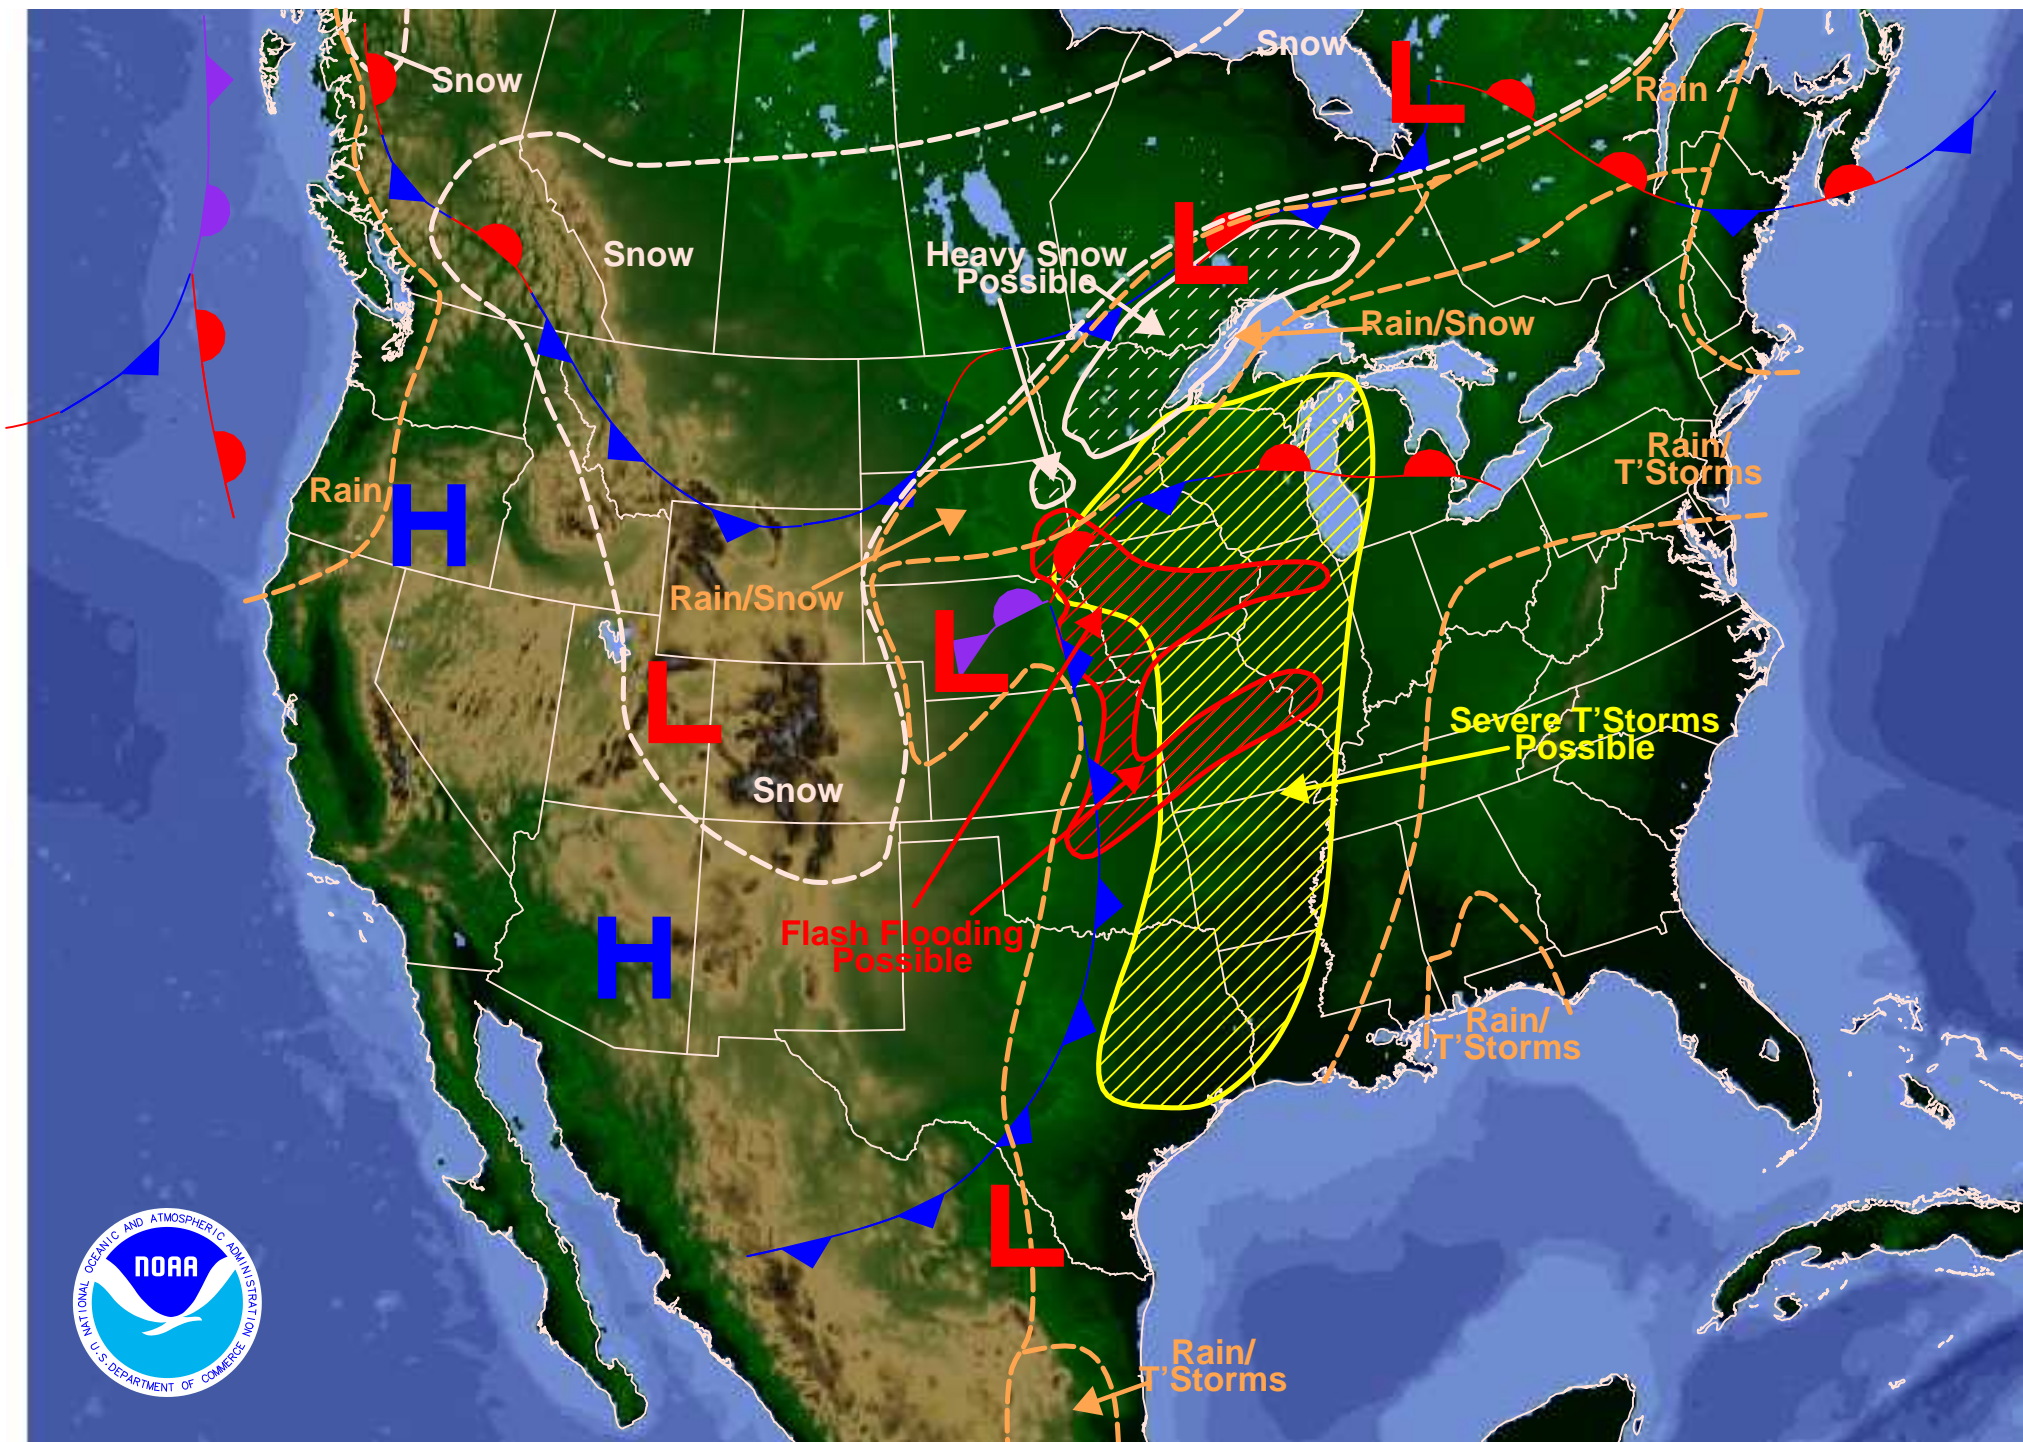 Snow
Snow
L
Rain
Snow
Heavy Snow
Possible
L
Rain/Snow
Rain/
T'Storms
Rain
H
Rain/Snow
L
L
Severe T'Storms
Possible
Snow
Flash Flooding
Possible
H
Rain/
T'Storms
L
Rain/
T'Storms
NATIONAL OCEANIC AND ATMOSPHERIC ADMINISTRATION
NOAA
U.S. DEPARTMENT OF COMMERCE